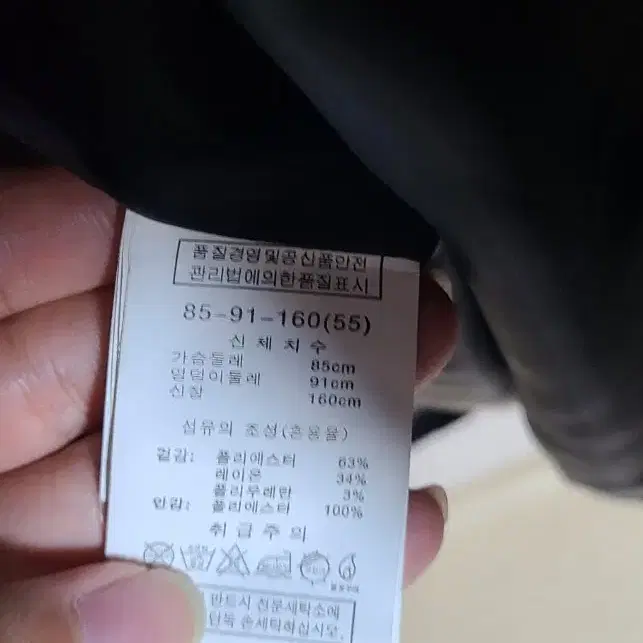 품질경영및공산품안전
관리법에의한품질표시
85-91-160(55)
신체치수
가슴둘레 85cm
엉덩이둘레 91cm
신장 160cm
섬유의 조성(혼용율)
겉감: 폴리에스터 63%
레이온 34%
폴리우레탄 3%
안감: 폴리에스터 100%
취급주의
반드시 전문세탁소에
단독 손세탁하십시오.